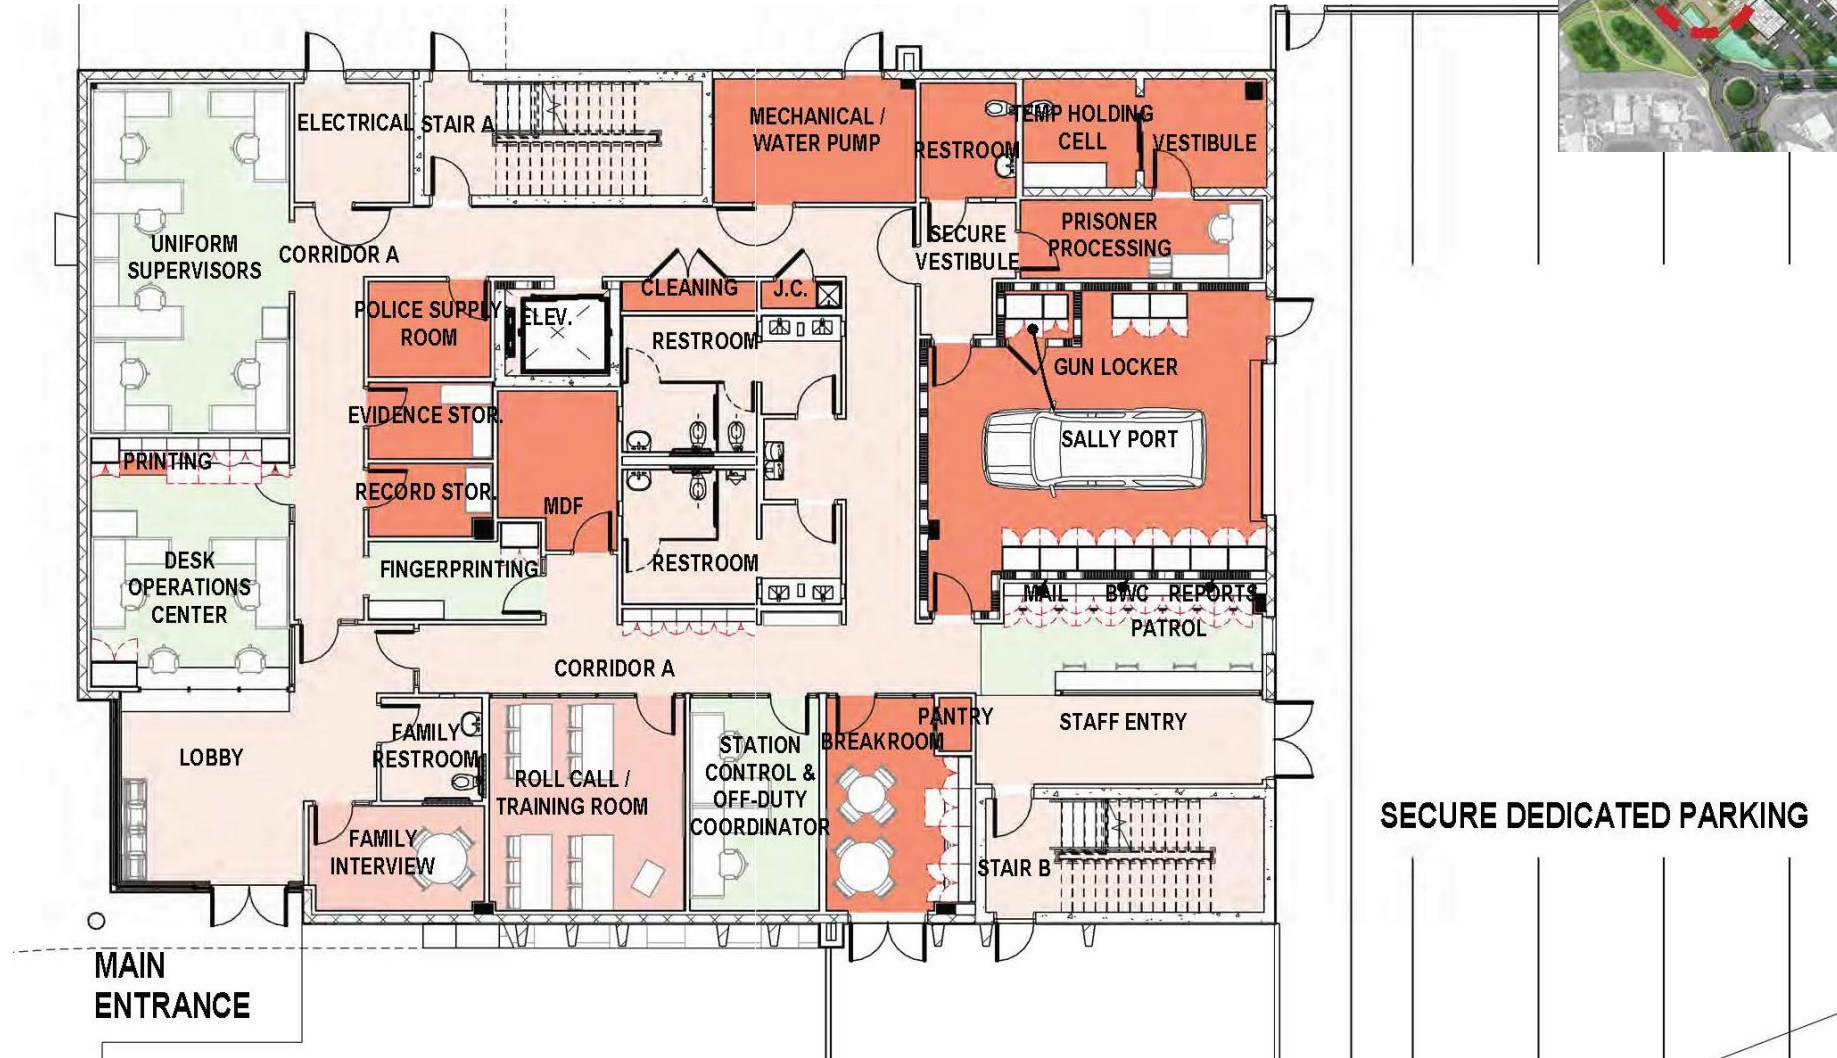 ELECTRICAL
STAIR A
MECHANICAL /
WATER PUMP
RESTROOM
TEMP HOLDING
CELL
VESTIBULE
UNIFORM
SUPERVISORS
CORRIDOR A
SECURE
VESTIBULE
PRISONER
PROCESSING
POLICE SUPPLY
ROOM
ELEV.
CLEANING
J.C.
RESTROOM
GUN LOCKER
EVIDENCE STOR.
SALLY PORT
PRINTING
RECORD STOR.
MDF
DESK
OPERATIONS
CENTER
FINGERPRINTING
RESTROOM
MAIL
BWC
REPORTS
PATROL
CORRIDOR A
LOBBY
FAMILY
RESTROOM
ROLL CALL /
TRAINING ROOM
STATION
CONTROL &
OFF-DUTY
COORDINATOR
BREAKROOM
PANTRY
STAFF ENTRY
FAMILY
INTERVIEW
STAIR B
SECURE DEDICATED PARKING
MAIN
ENTRANCE